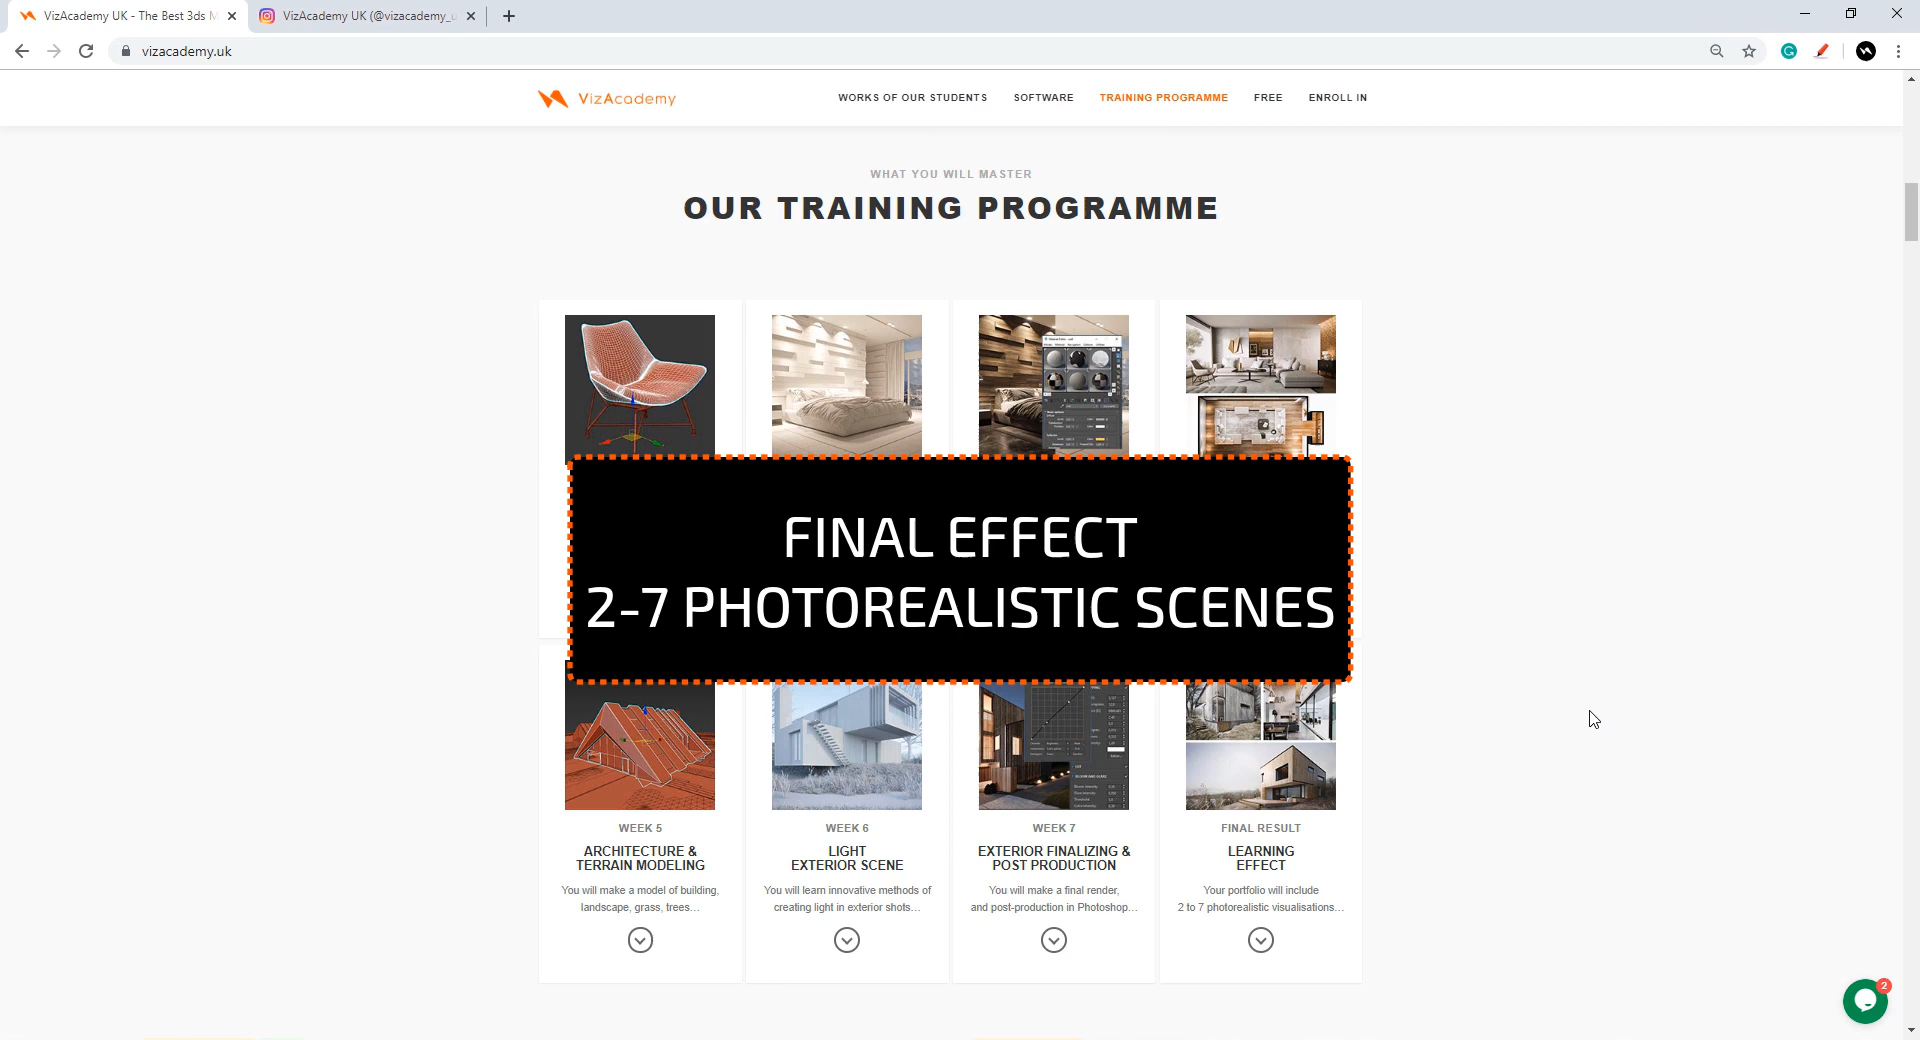 VizAcademy UK - The Best 3ds M
VizAcademy UK (@vizacademy_u
vizacademy.uk
VizAcademy
WORKS OF OUR STUDENTS
SOFTWARE
TRAINING PROGRAMME
FREE
ENROLL IN
WHAT YOU WILL MASTER
OUR TRAINING PROGRAMME
FINAL EFFECT
2-7 PHOTOREALISTIC SCENES
WEEK 5
ARCHITECTURE &
TERRAIN MODELING
You will make a model of building,
landscape, grass, trees...
WEEK 6
LIGHT
EXTERIOR SCENE
You will learn innovative methods of
creating light in exterior shots...
WEEK 7
EXTERIOR FINALIZING &
POST PRODUCTION
You will make a final render,
and post-production in Photoshop...
FINAL RESULT
LEARNING
EFFECT
Your portfolio will include
2 to 7 photorealistic visualisations...
2